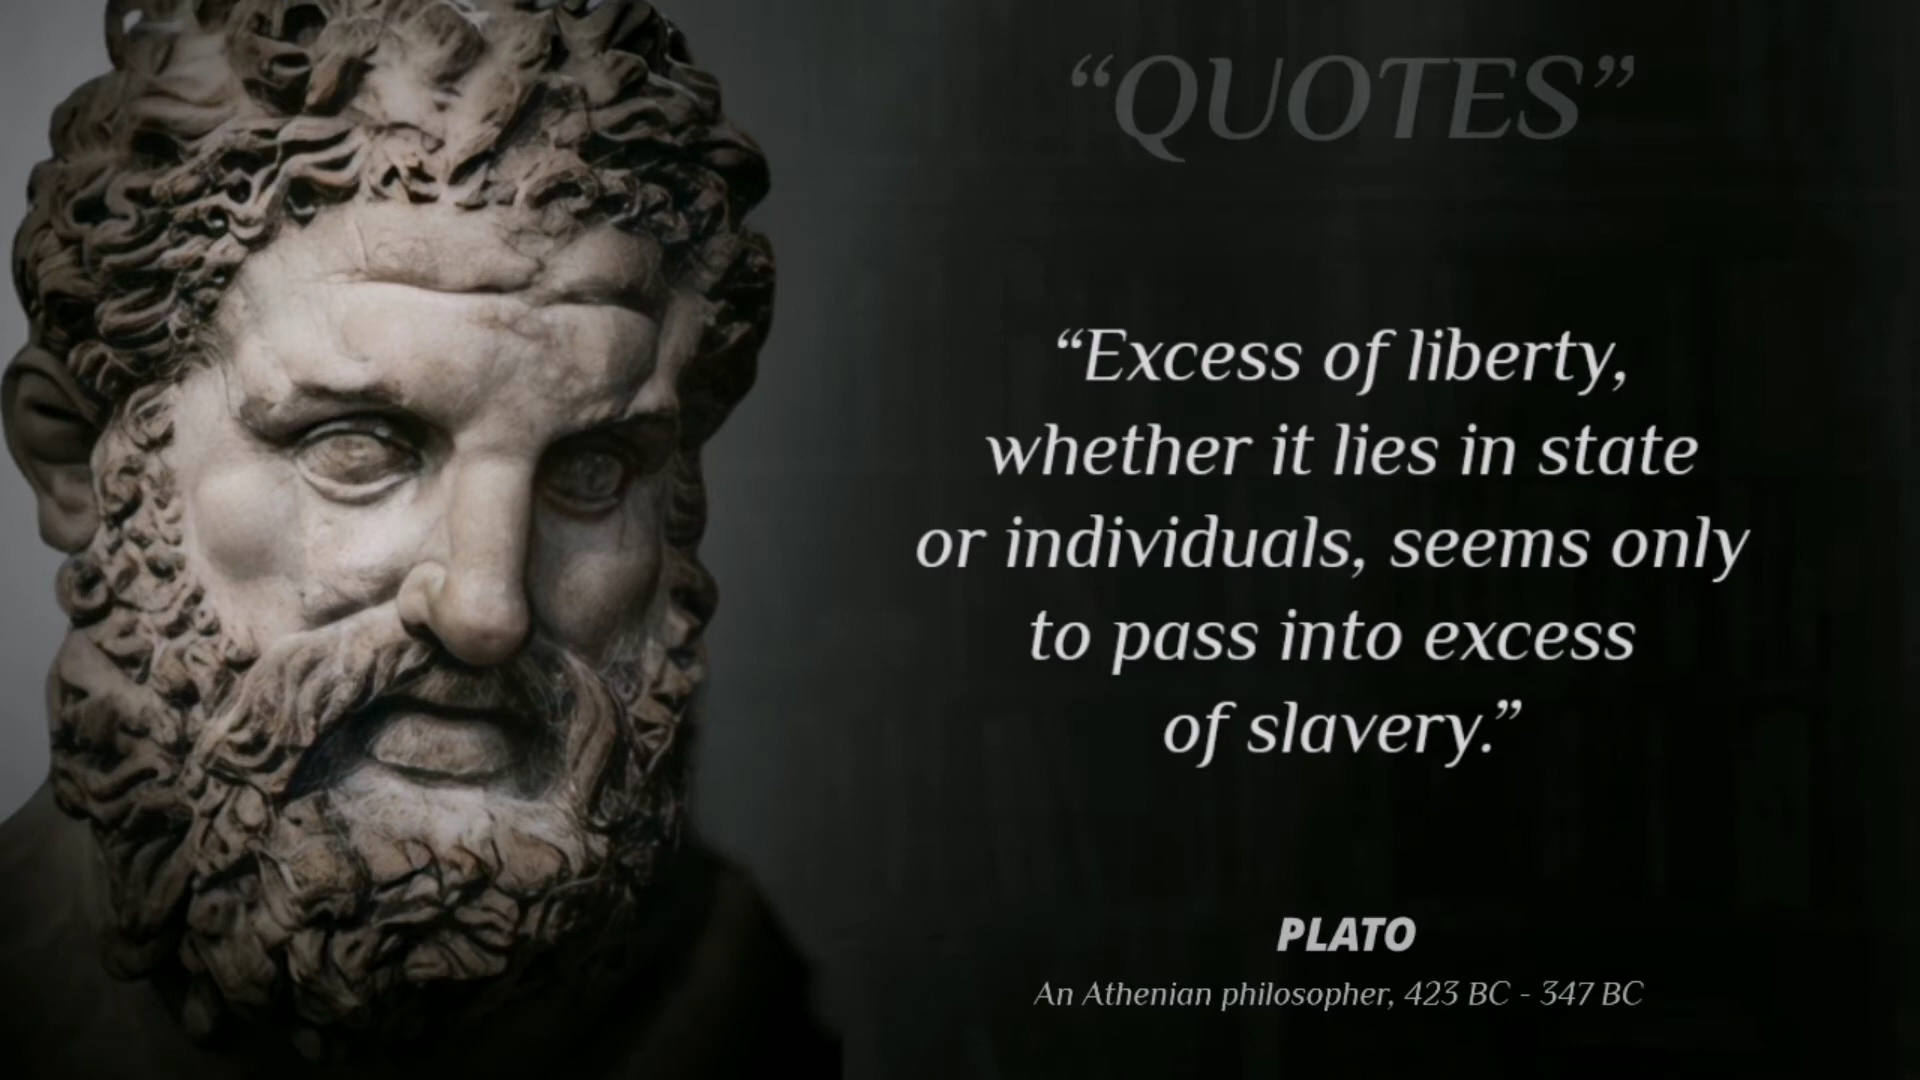 “QUOTES”
“Excess of liberty,
whether it lies in state
or individuals, seems only
to pass into excess
of slavery.”
PLATO
An Athenian philosopher, 423 BC - 347 BC